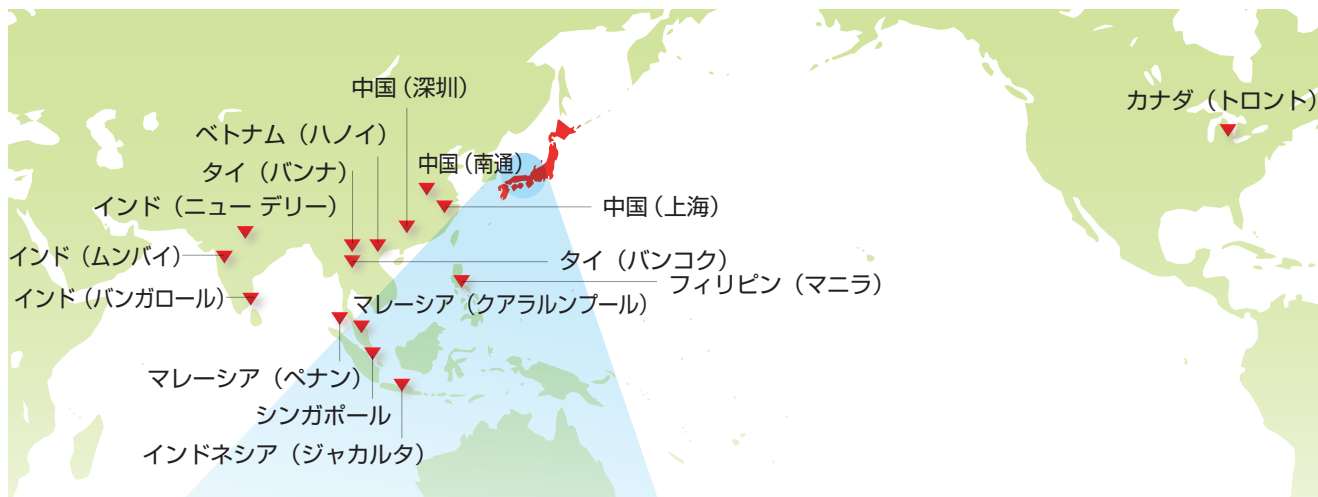 中国（深圳）
カナダ（トロント）
ベトナム（ハノイ）
中国（南通）
タイ（バンナ）
インド（ニュー デリー）
中国（上海）
インド（ムンバイ）
タイ（バンコク）
フィリピン（マニラ）
インド（バンガロール）
マレーシア（クアラルンプール）
マレーシア（ペナン）
シンガポール
インドネシア（ジャカルタ）